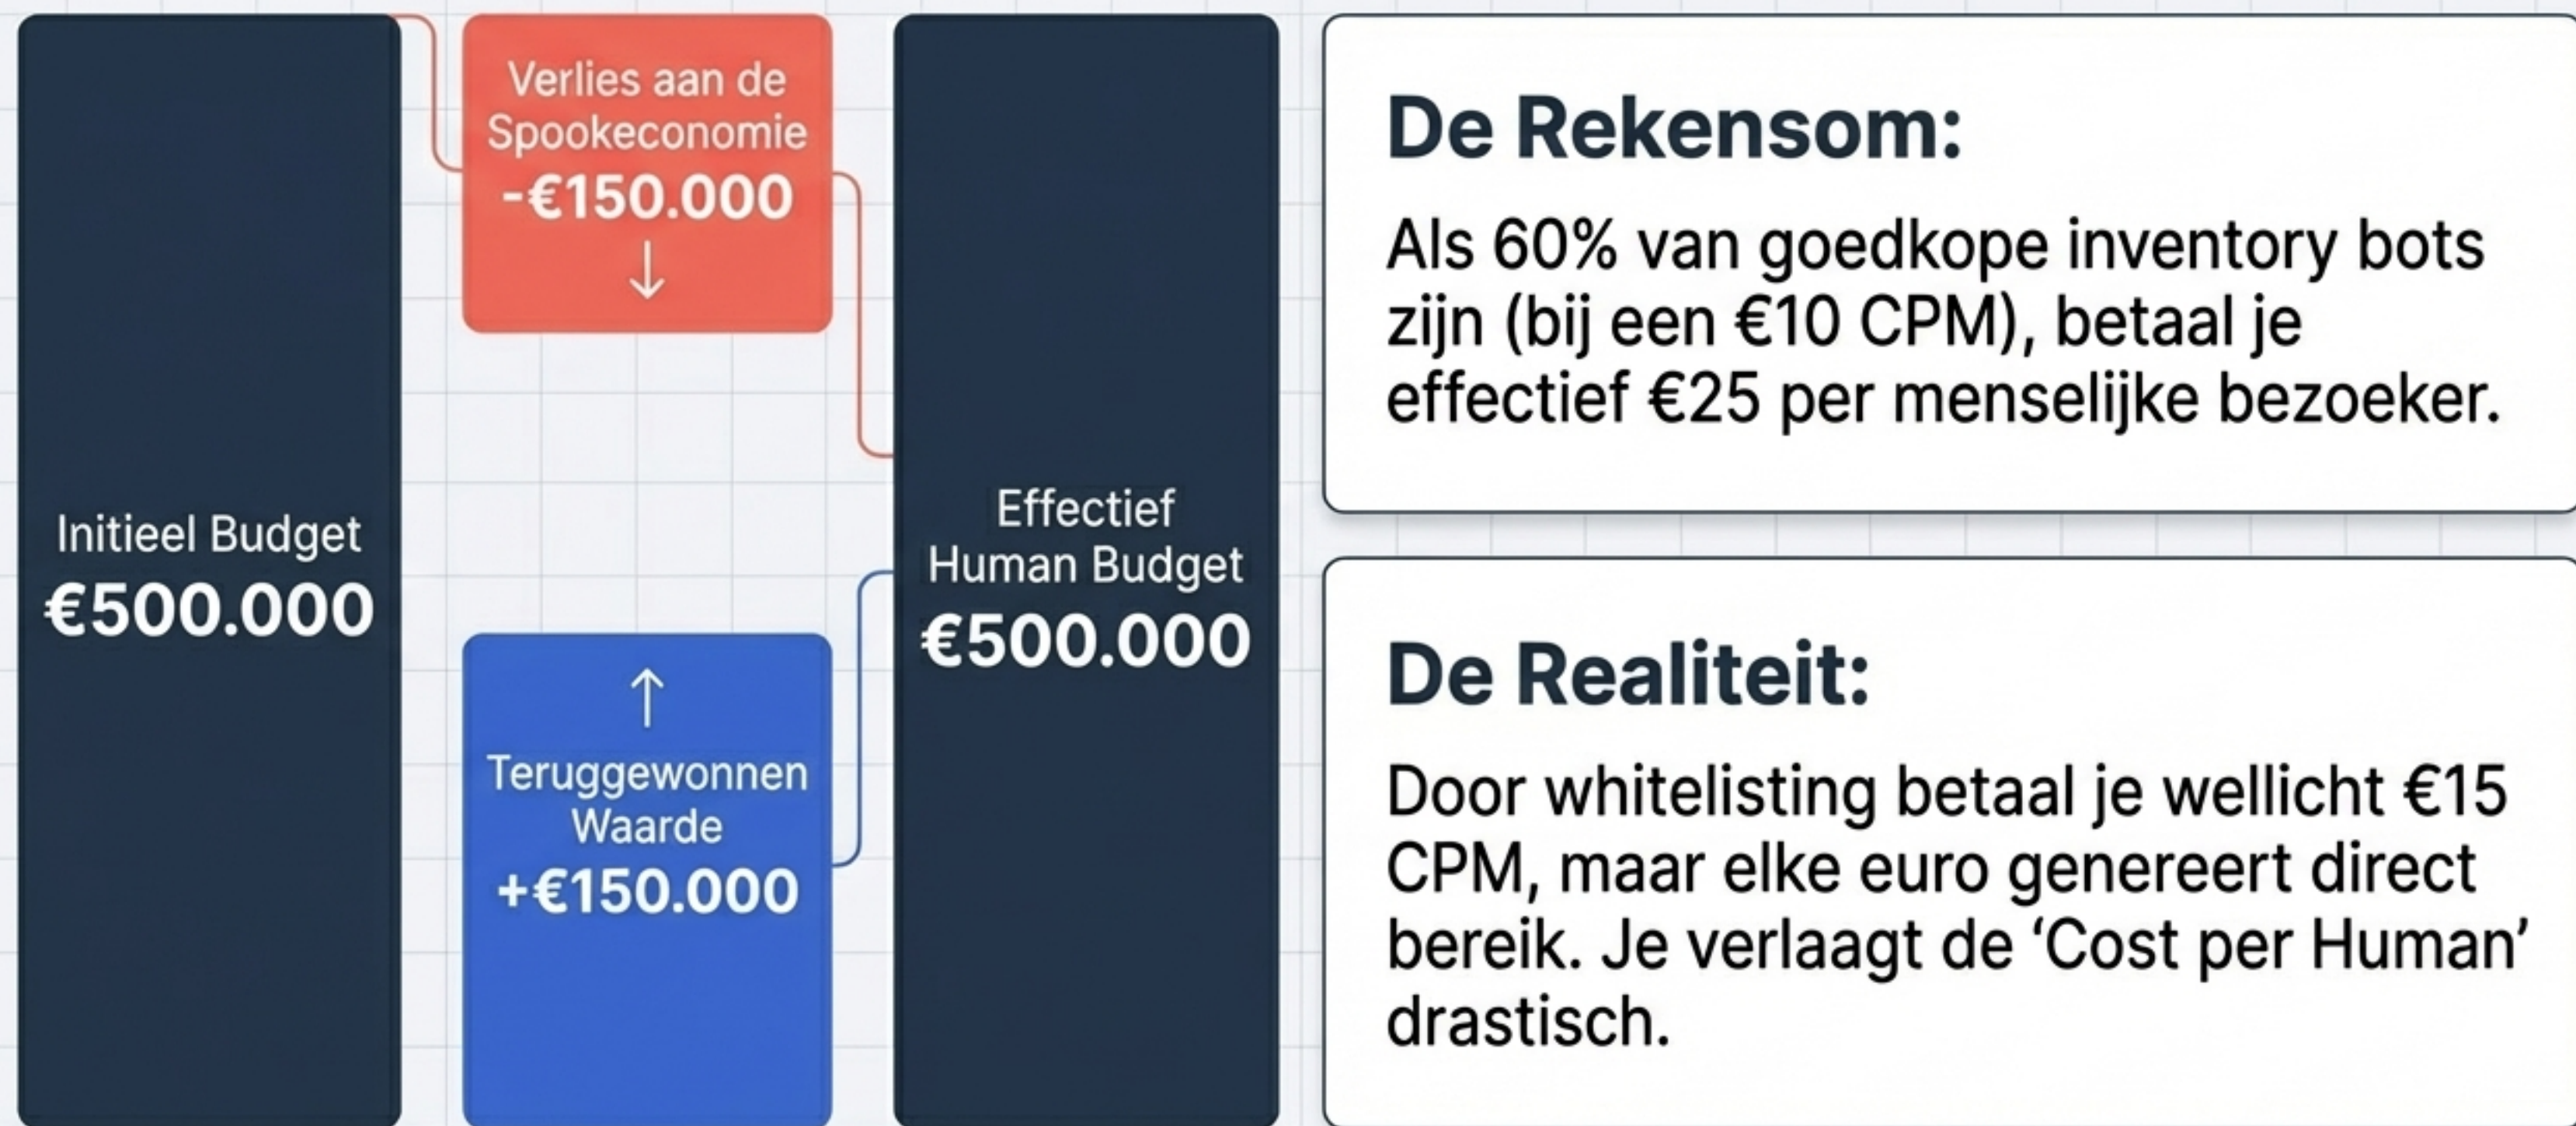 Initieel Budget
€500.000
Verlies aan de
Spookeconomie
-€150.000
↓
↑
Teruggewonnen
Waarde
+€150.000
Effectief
Human Budget
€500.000
De Rekensom:
Als 60% van goedkope inventory bots
zijn (bij een €10 CPM), betaal je
effectief €25 per menselijke bezoeker.
De Realiteit:
Door whitelisting betaal je wellicht €15
CPM, maar elke euro genereert direct
bereik. Je verlaagt de ‘Cost per Human’
drastisch.